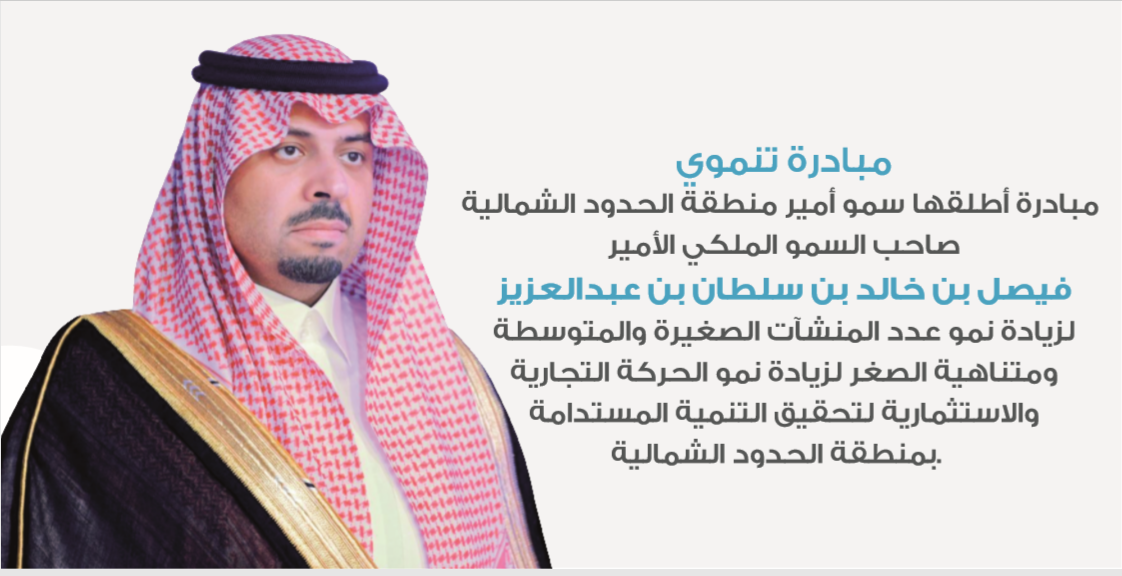 مبادرة تنموي
مبادرة أطلقها سمو أمير منطقة الحدود الشمالية
صاحب السمو الملكي الأمير
فيصل بن خالد بن سلطان بن عبدالعزيز
لزيادة نمو عدد المنشآت الصغيرة والمتوسطة
ومتناهية الصغر لزيادة نمو الحركة التجارية
والاستثمارية لتحقيق التنمية المستدامة
بمنطقة الحدود الشمالية.